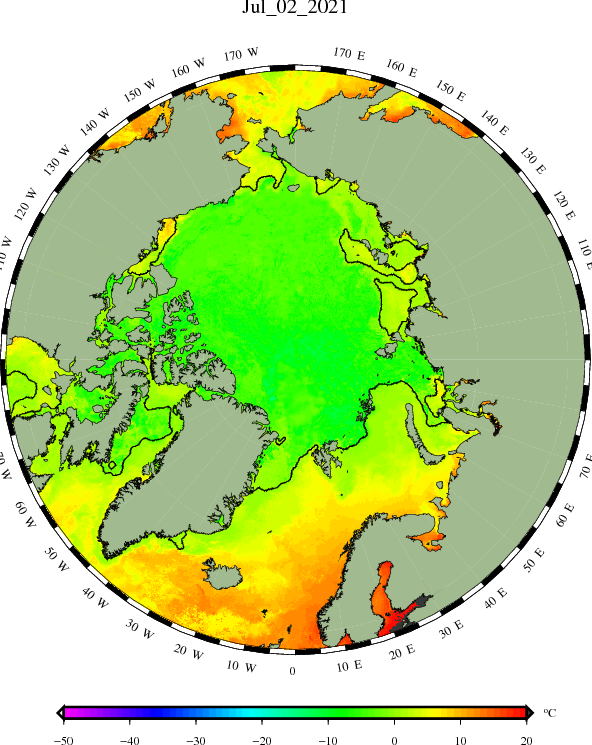 Jul_02_2021
170 W
170 E
160 W
160 E
150 W
150 E
140 W
140 E
130 W
130 E
120 W
120 E
110 E
70 E
60 W
60 E
50 W
50 E
40 W
40 E
30 W
30 E
20 W
20 E
10 W
10 E
0
°C
−50 −40 −30 −20 −10 0 10 20